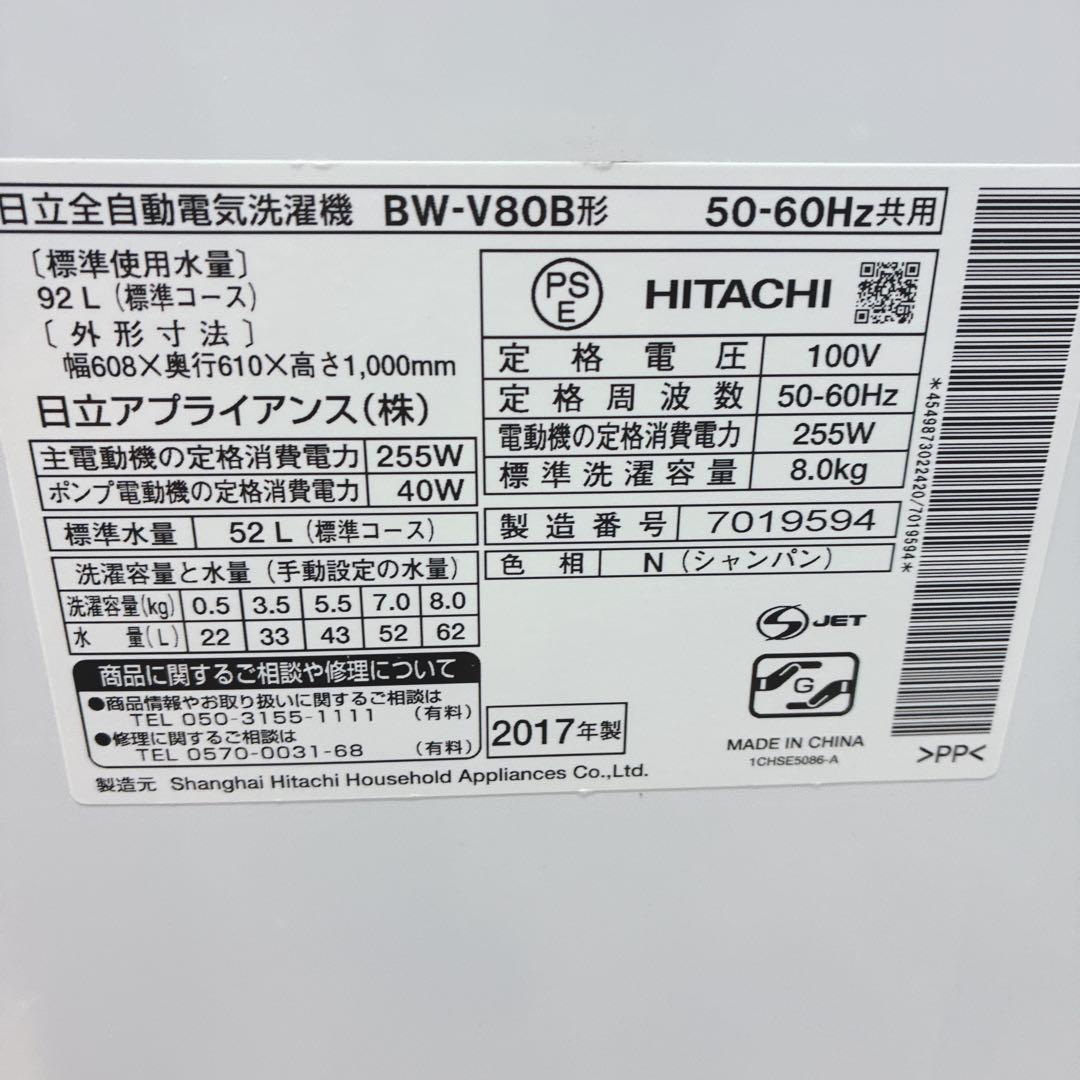 日立全自動電気洗濯機 BW-V80B形 50-60Hz共用
〔標準使用水量〕
92 L (標準コース)
〔外形寸法〕
幅608×奥行610×高さ1,000mm
日立アプライアンス(株)
主電動機の定格消費電力 255W
ポンプ電動機の定格消費電力 40W
標準水量 52 L (標準コース)
洗濯容量と水量 (手動設定の水量)
洗濯容量(kg) 0.5 3.5 5.5 7.0 8.0
水量(L) 22 33 43 52 62
商品に関するご相談や修理について
●商品情報やお取り扱いに関するご相談は
TEL 050-3155-1111 (有料)
●修理に関するご相談は
TEL 0570-0031-68 (有料)
PS
E
HITACHI
定格電圧 100V
定格周波数 50-60Hz
電動機の定格消費電力 255W
標準洗濯容量 8.0kg
製造番号 7019594
色相 N (シャンパン)
S JET
G
2017年製
MADE IN CHINA
1CHSE5086-A
>PP<
製造元 Shanghai Hitachi Household Appliances Co.,Ltd.
*4549873022420/7019594*